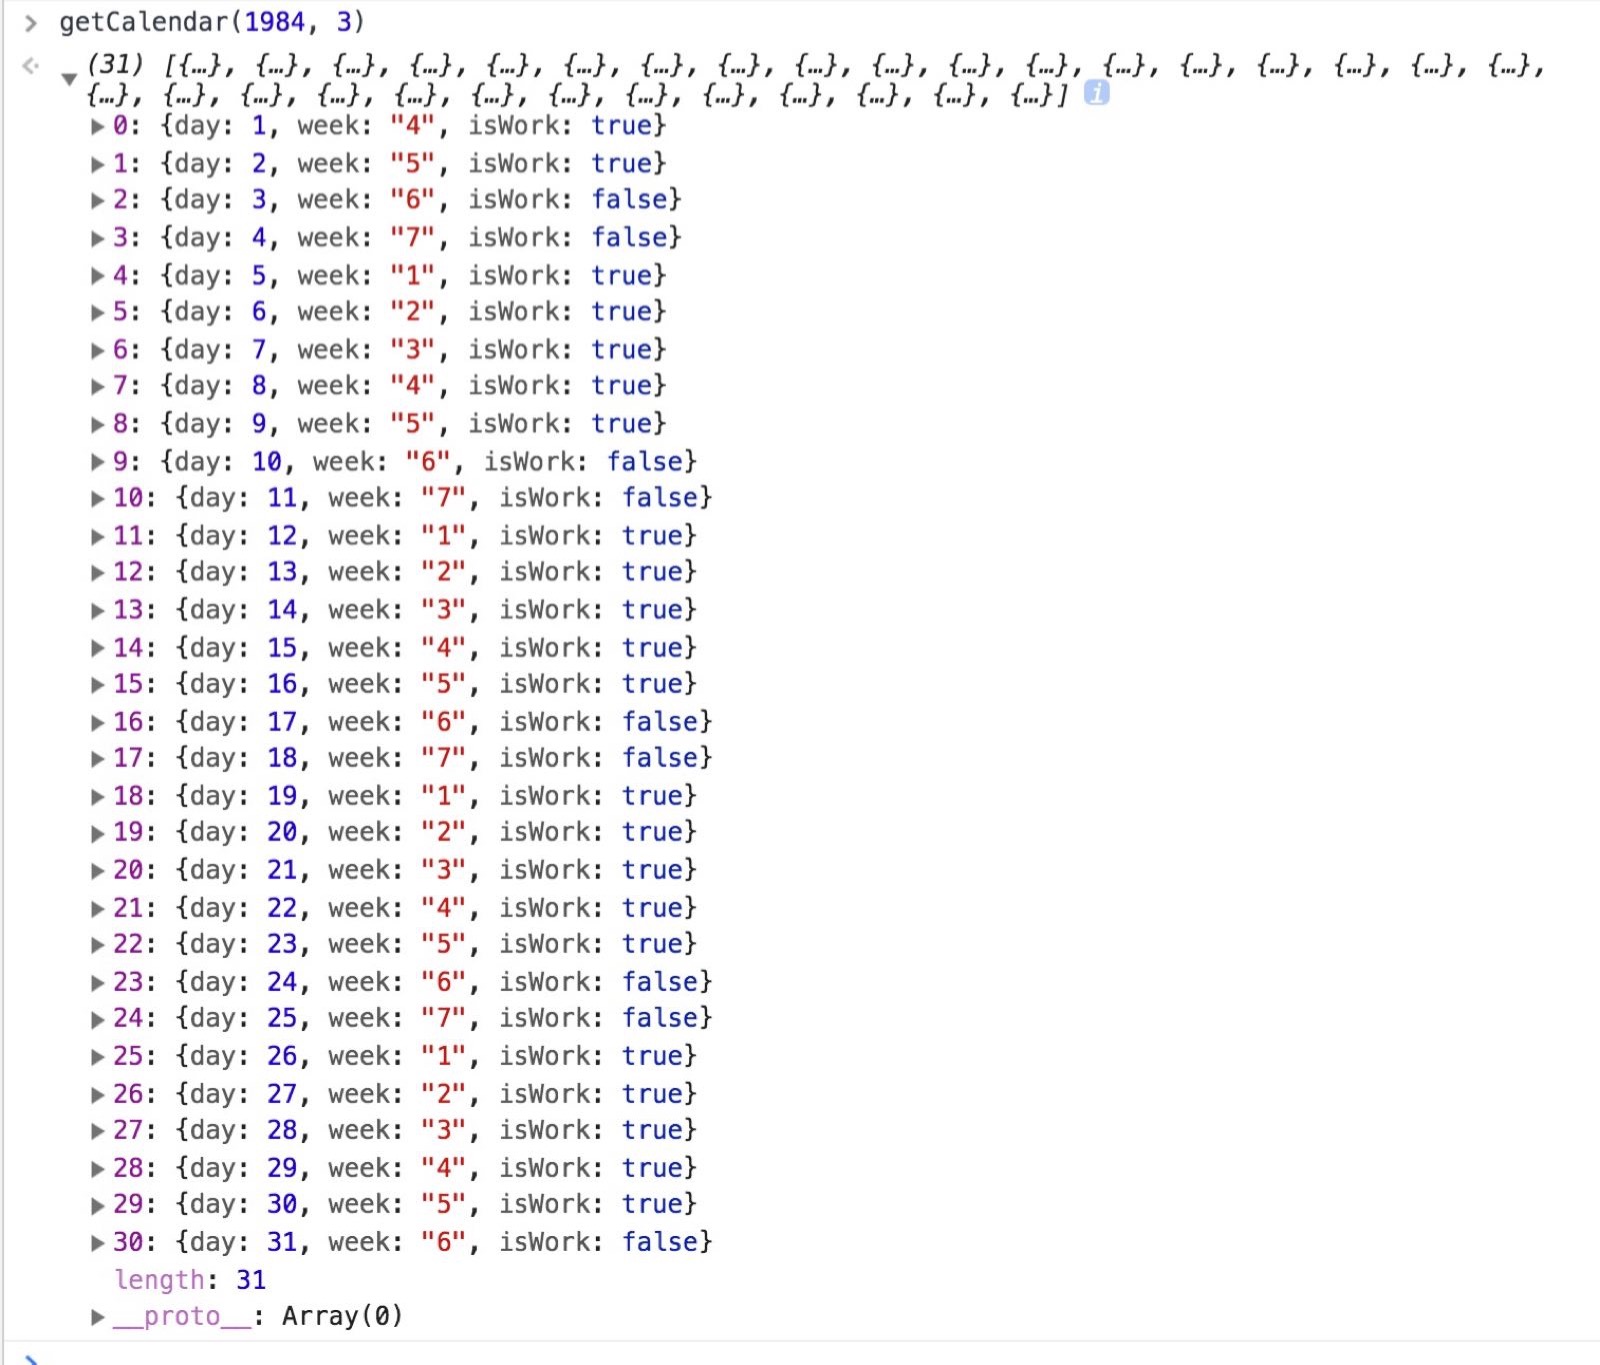 > getCalendar(1984, 3)
(31) [{…}, {…}, {…}, {…}, {…}, {…}, {…}, {…}, {…}, {…}, {…}, {…}, {…}, {…}, {…}, {…}, {…}, {…},
{…}, {…}, {…}, {…}, {…}, {…}, {…}, {…}, {…}, {…}, {…}, {…}, {…}] i
0: {day: 1, week: "4", isWork: true}
1: {day: 2, week: "5", isWork: true}
2: {day: 3, week: "6", isWork: false}
3: {day: 4, week: "7", isWork: false}
4: {day: 5, week: "1", isWork: true}
5: {day: 6, week: "2", isWork: true}
6: {day: 7, week: "3", isWork: true}
7: {day: 8, week: "4", isWork: true}
8: {day: 9, week: "5", isWork: true}
9: {day: 10, week: "6", isWork: false}
10: {day: 11, week: "7", isWork: false}
11: {day: 12, week: "1", isWork: true}
12: {day: 13, week: "2", isWork: true}
13: {day: 14, week: "3", isWork: true}
14: {day: 15, week: "4", isWork: true}
15: {day: 16, week: "5", isWork: true}
16: {day: 17, week: "6", isWork: false}
17: {day: 18, week: "7", isWork: false}
18: {day: 19, week: "1", isWork: true}
19: {day: 20, week: "2", isWork: true}
20: {day: 21, week: "3", isWork: true}
21: {day: 22, week: "4", isWork: true}
22: {day: 23, week: "5", isWork: true}
23: {day: 24, week: "6", isWork: false}
24: {day: 25, week: "7", isWork: false}
25: {day: 26, week: "1", isWork: true}
26: {day: 27, week: "2", isWork: true}
27: {day: 28, week: "3", isWork: true}
28: {day: 29, week: "4", isWork: true}
29: {day: 30, week: "5", isWork: true}
30: {day: 31, week: "6", isWork: false}
length: 31
__proto__: Array(0)